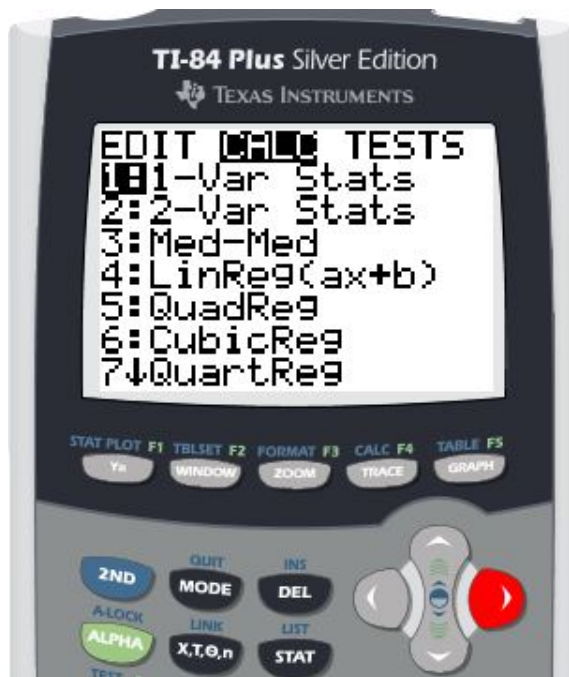 TI-84 Plus Silver Edition
TEXAS INSTRUMENTS
EDIT CALC TESTS
1:1-Var Stats
2:2-Var Stats
3:Med-Med
4:LinReg(ax+b)
5:QuadReg
6:CubicReg
7↓QuartReg
STAT PLOT F1 TBLSET F2 FORMAT F3 CALC F4 TABLE F5
Y= WINDOW ZOOM TRACE GRAPH
QUIT INS
2ND MODE DEL
A-LOCK LINK LIST
ALPHA X,T,Θ,n STAT
TEST